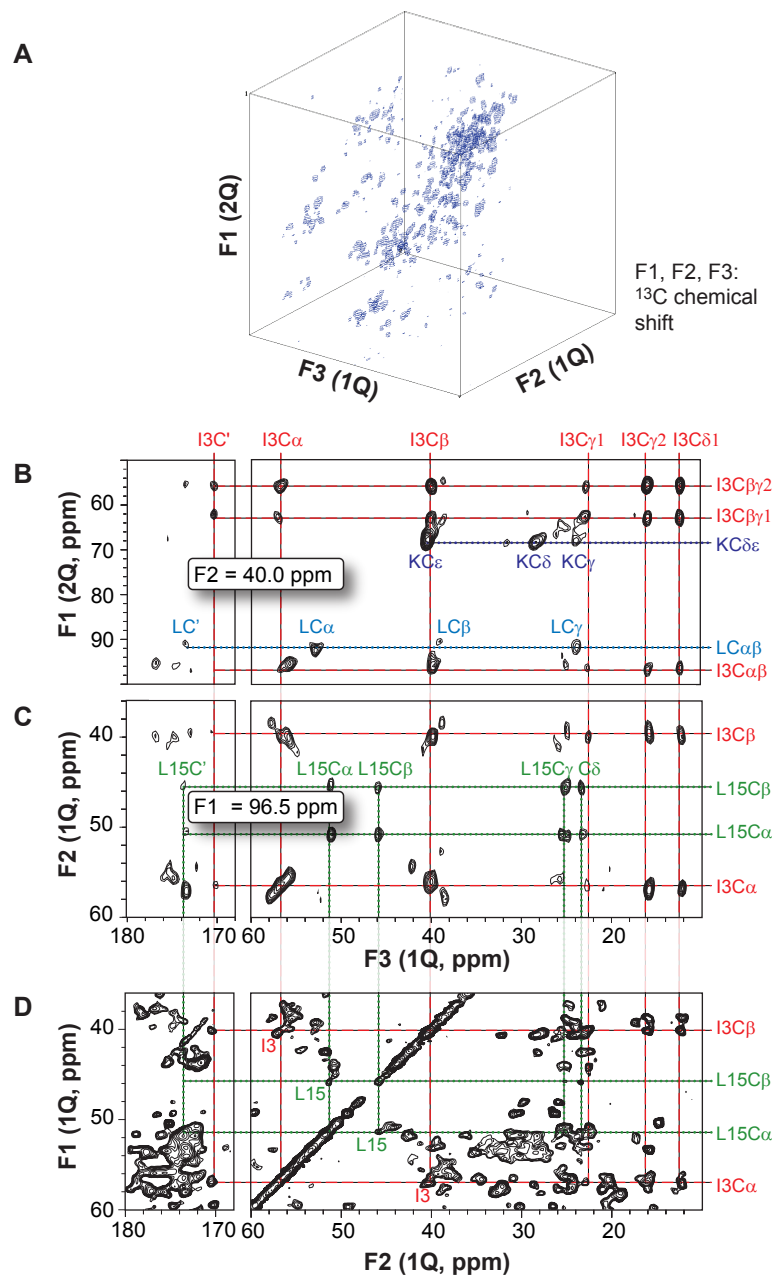 A
F1 (2Q)
F3 (1Q)
F2 (1Q)
F1, F2, F3:
¹³C chemical
shift
I3C' I3Cα I3Cβ I3Cγ1 I3Cγ2 I3Cδ1
B
F1 (2Q, ppm)
60
70
80
90
I3Cβγ2
I3Cβγ1
KCδε
KCε KCδ KCγ
F2 = 40.0 ppm
LC' LCα LCβ LCγ
LCαβ
I3Cαβ
C
F2 (1Q, ppm)
40
50
60
I3Cβ
L15C' L15Cα L15Cβ L15Cγ Cδ
L15Cβ
F1 = 96.5 ppm
L15Cα
I3Cα
180 170 60 50 40 30 20
F3 (1Q, ppm)
D
F1 (1Q, ppm)
40
50
60
I3Cβ
I3
L15Cβ
L15
L15Cα
L15
I3Cα
I3
180 170 60 50 40 30 20
F2 (1Q, ppm)